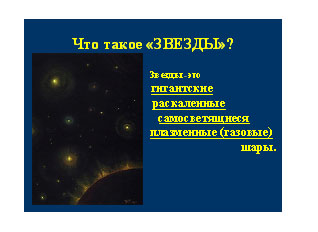 Что такое «ЗВЕЗДЫ»?
Звезды-это
гигантские
раскаленные
самосветящиеся
плазменные (газовые)
шары.